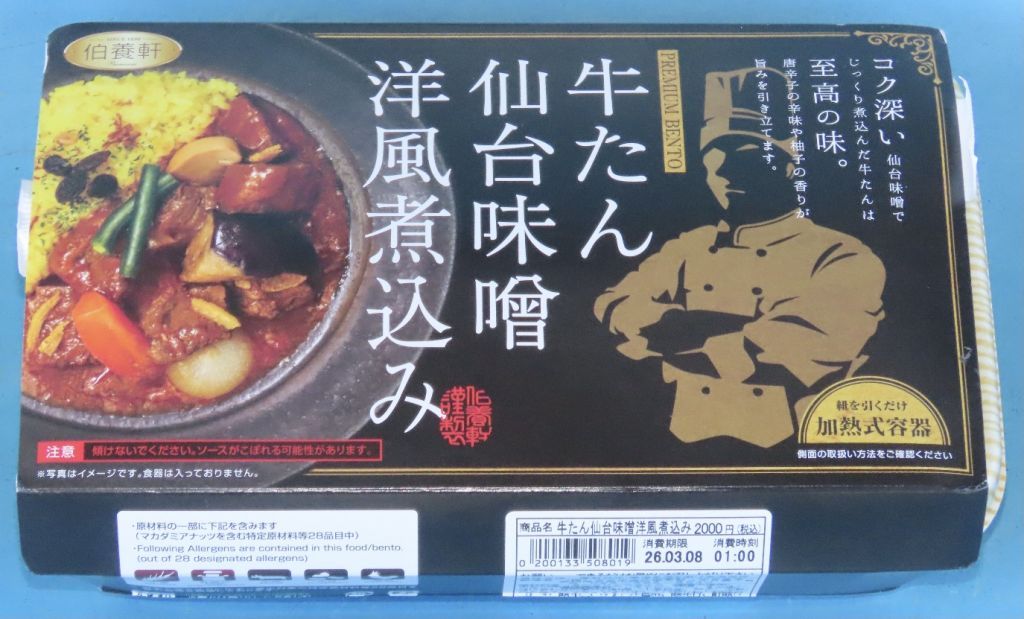 SINCE 1898
伯養軒
牛たん
仙台味噌
洋風煮込み
PREMIUM BENTO
コク深い仙台味噌で
じっくり煮込んだ牛たんは
至高の味。
唐辛子の辛味や柚子の香りが
旨みを引き立てます。
伯養軒
謹製
紐を引くだけ
加熱式容器
側面の取扱い方法をご確認ください
注意 傾けないでください。ソースがこぼれる可能性があります。
※写真はイメージです。食器は入っておりません。
・原材料の一部に下記を含みます
(マカダミアナッツを含む特定原材料等28品目中)
・Following Allergens are contained in this food/bento.
(out of 28 designated allergens)
商品名 牛たん仙台味噌洋風煮込み 2000円(税込)
消費期限 消費時刻
26.03.08 01:00
0 200133 508019